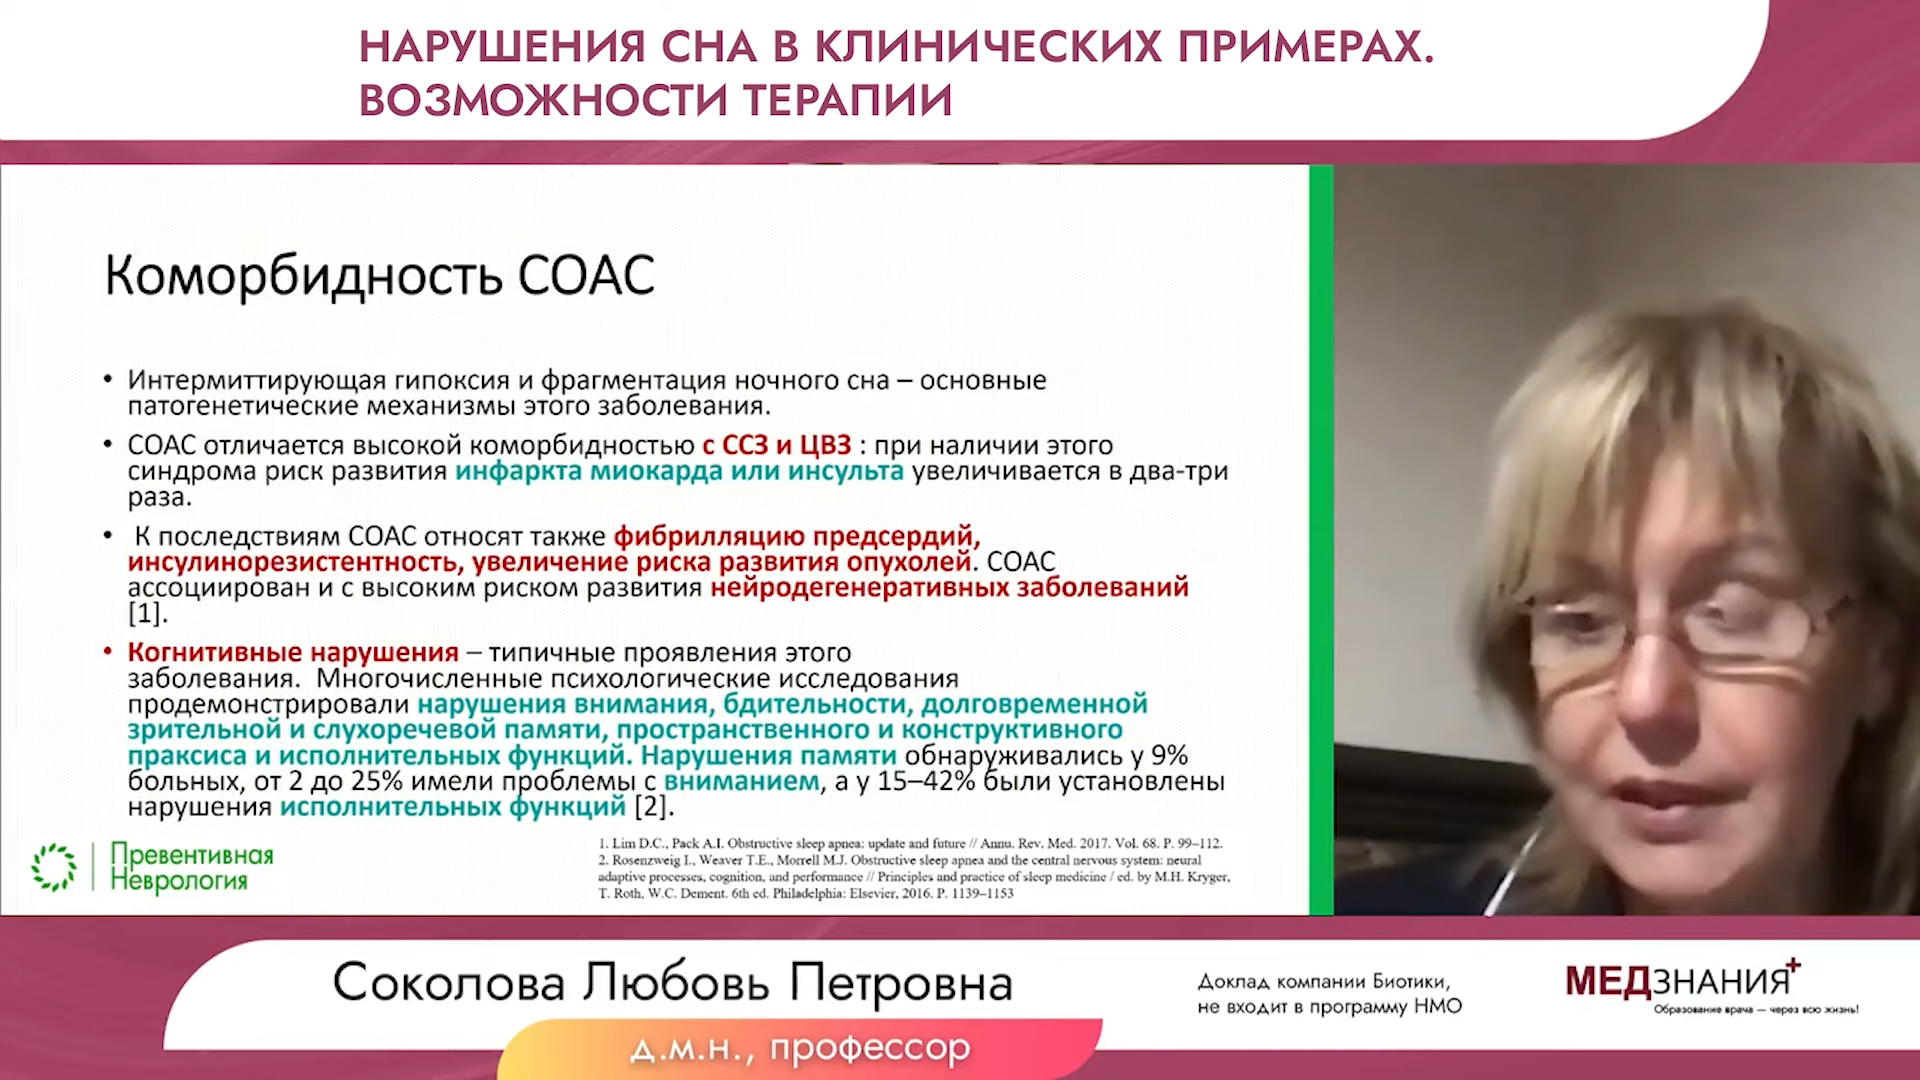 НАРУШЕНИЯ СНА В КЛИНИЧЕСКИХ ПРИМЕРАХ.
ВОЗМОЖНОСТИ ТЕРАПИИ
Коморбидность СОАС
• Интермиттирующая гипоксия и фрагментация ночного сна – основные
патогенетические механизмы этого заболевания.
• СОАС отличается высокой коморбидностью с ССЗ и ЦВЗ : при наличии этого
синдрома риск развития инфаркта миокарда или инсульта увеличивается в два-три
раза.
• К последствиям СОАС относят также фибрилляцию предсердий,
инсулинорезистентность, увеличение риска развития опухолей. СОАС
ассоциирован и с высоким риском развития нейродегенеративных заболеваний
[1].
• Когнитивные нарушения – типичные проявления этого
заболевания. Многочисленные психологические исследования
продемонстрировали нарушения внимания, бдительности, долговременной
зрительной и слухоречевой памяти, пространственного и конструктивного
праксиса и исполнительных функций. Нарушения памяти обнаруживались у 9%
больных, от 2 до 25% имели проблемы с вниманием, а у 15–42% были установлены
нарушения исполнительных функций [2].
Превентивная
Неврология
1. Lim D.C., Pack A.I. Obstructive sleep apnea: update and future // Annu. Rev. Med. 2017. Vol. 68. P. 99–112.
2. Rosenzweig I., Weaver T.E., Morrell M.J. Obstructive sleep apnea and the central nervous system: neural
adaptive processes, cognition, and performance // Principles and practice of sleep medicine / ed. by M.H. Kryger,
T. Roth, W.C. Dement. 6th ed. Philadelphia: Elsevier, 2016. P. 1139–1153
Соколова Любовь Петровна
д.м.н., профессор
Доклад компании Биотики,
не входит в программу НМО
МЕДЗНАНИЯ+
Образование врача — через всю жизнь!